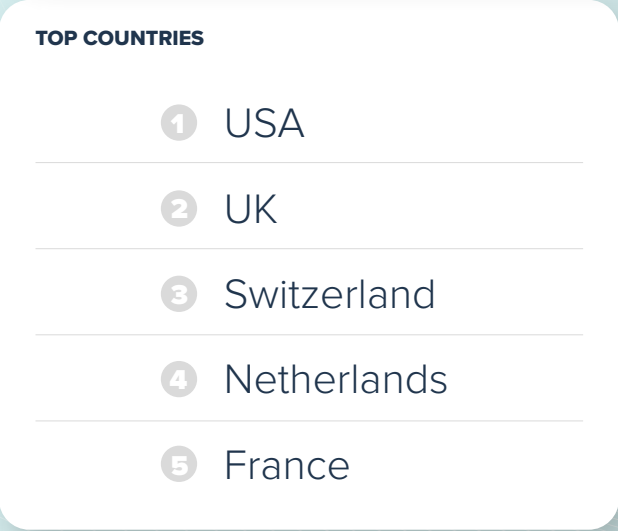 TOP COUNTRIES
1 USA
2 UK
3 Switzerland
4 Netherlands
5 France